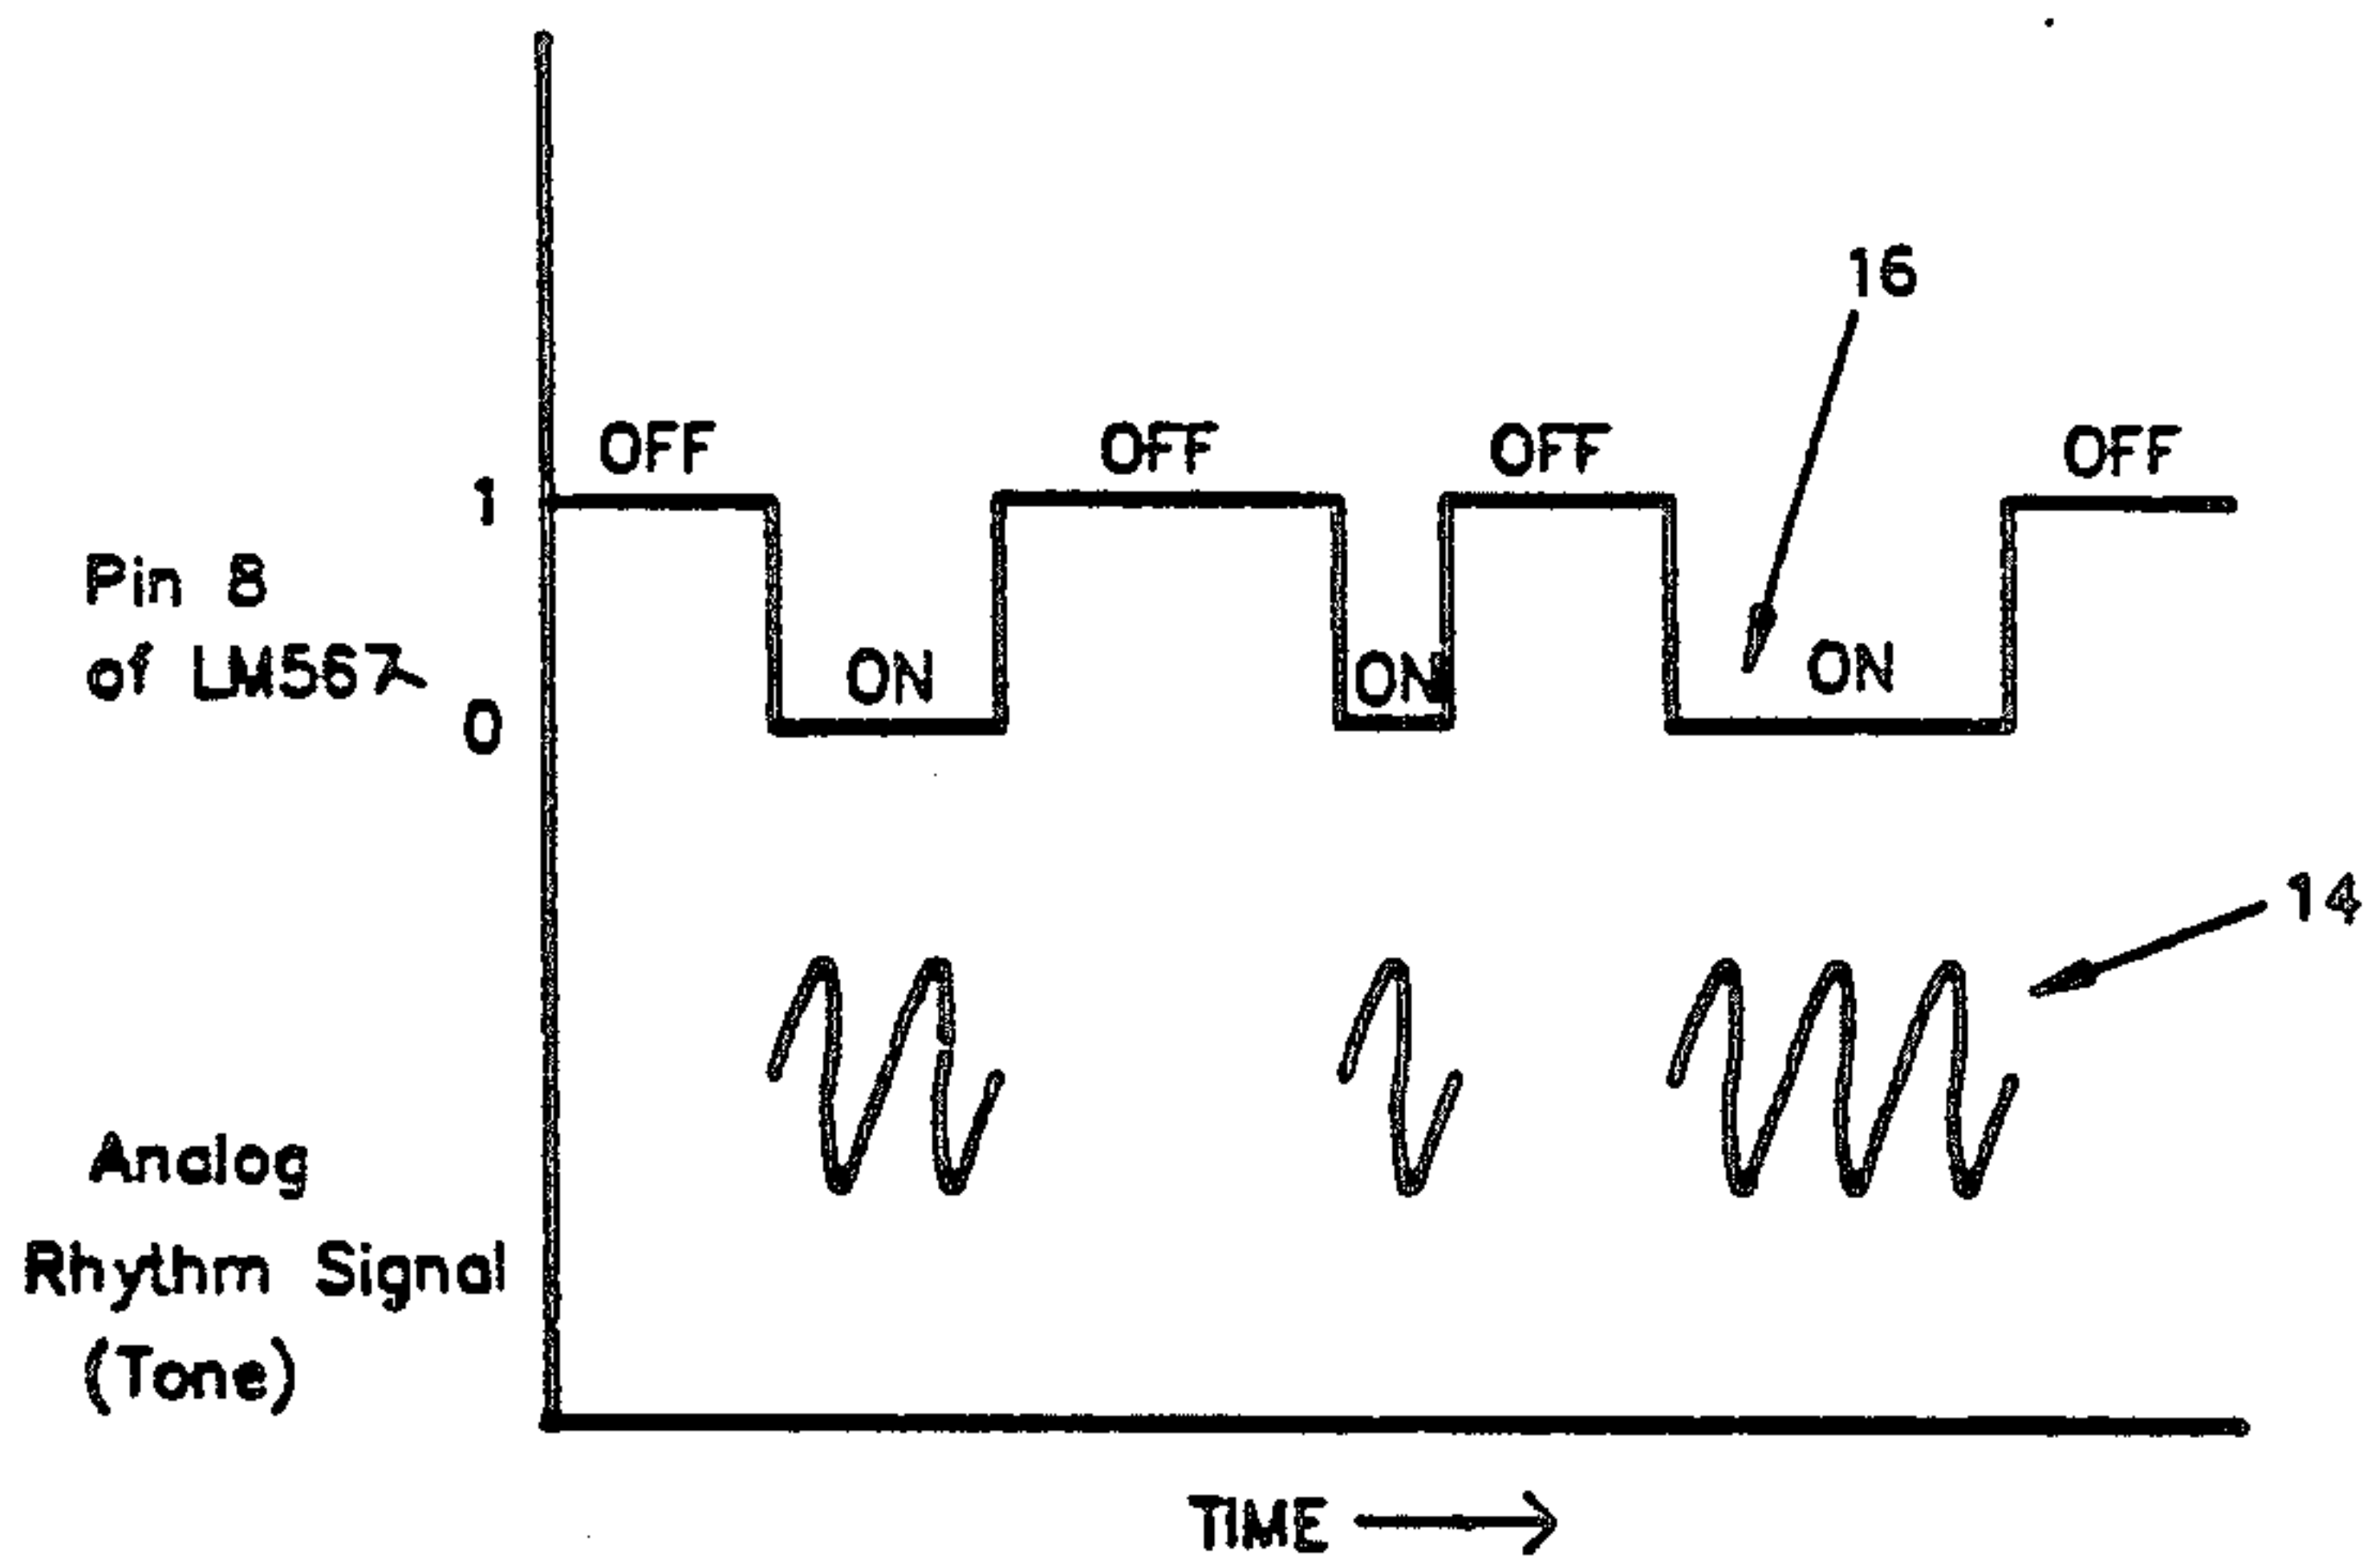 16
OFF OFF OFF OFF
1
Pin 8
of LM567
ON ON ON
0
14
Analog
Rhythm Signal
(Tone)
TIME